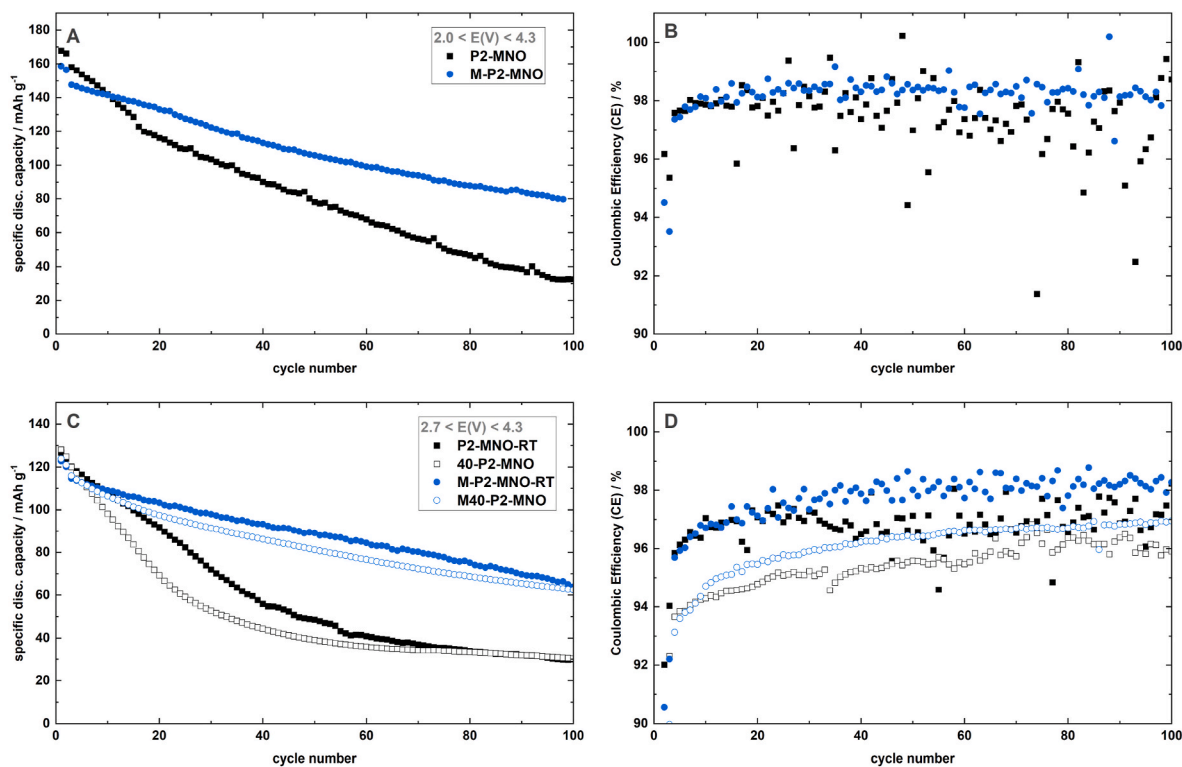 A
2.0 < E(V) < 4.3
P2-MNO
M-P2-MNO
specific disc. capacity / mAh g⁻¹
180
160
140
120
100
80
60
40
20
0
0 20 40 60 80 100
cycle number
B
Coulombic Efficiency (CE) / %
100
98
96
94
92
90
0 20 40 60 80 100
cycle number
C
2.7 < E(V) < 4.3
P2-MNO-RT
40-P2-MNO
M-P2-MNO-RT
M40-P2-MNO
specific disc. capacity / mAh g⁻¹
140
120
100
80
60
40
20
0
0 20 40 60 80 100
cycle number
D
Coulombic Efficiency (CE) / %
100
98
96
94
92
90
0 20 40 60 80 100
cycle number